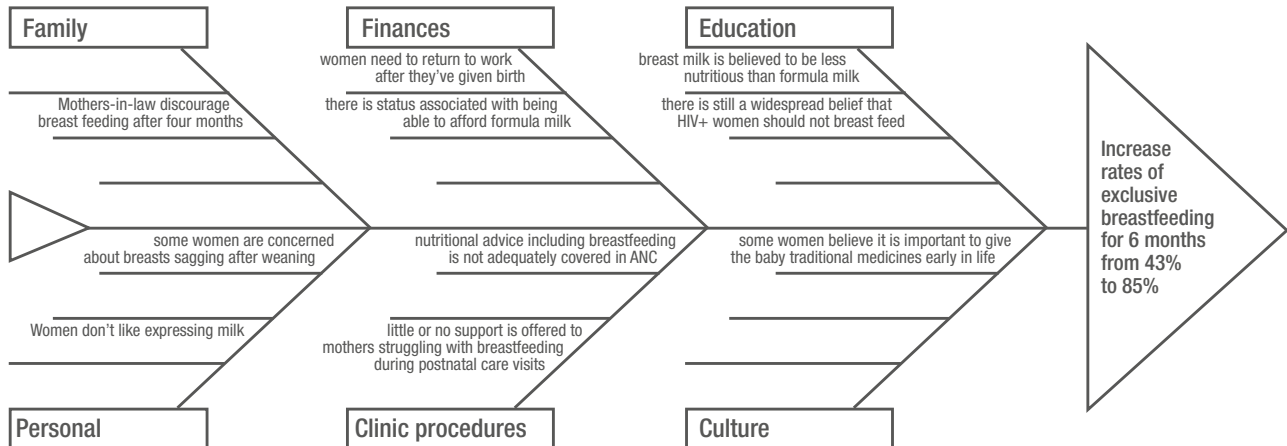 Family
Finances
Education
women need to return to work
after they've given birth
breast milk is believed to be less
nutritious than formula milk
Mothers-in-law discourage
breast feeding after four months
there is status associated with being
able to afford formula milk
there is still a widespread belief that
HIV+ women should not breast feed
Increase
rates of
exclusive
breastfeeding
for 6 months
from 43%
to 85%
some women are concerned
about breasts sagging after weaning
nutritional advice including breastfeeding
is not adequately covered in ANC
some women believe it is important to give
the baby traditional medicines early in life
Women don't like expressing milk
little or no support is offered to
mothers struggling with breastfeeding
during postnatal care visits
Personal
Clinic procedures
Culture